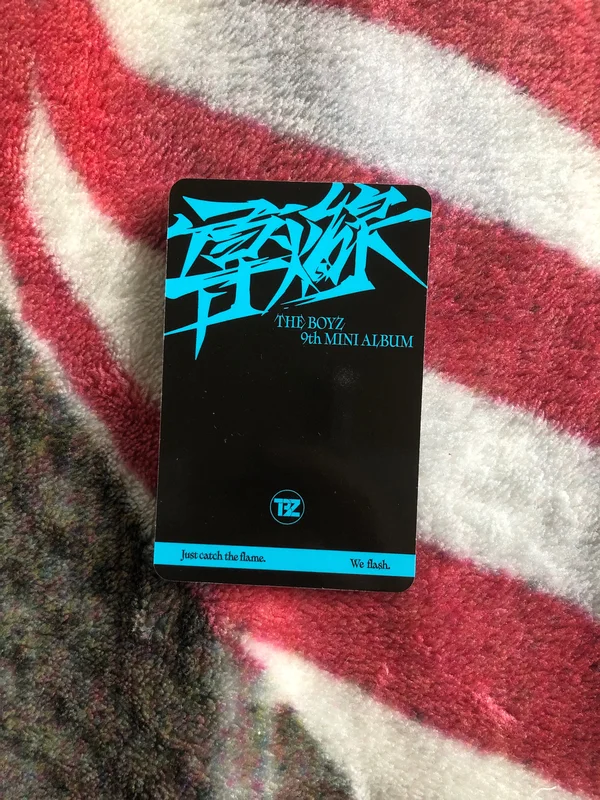 導火線
THE BOYZ
9th MINI ALBUM
TBZ
Just catch the flame. We flash.